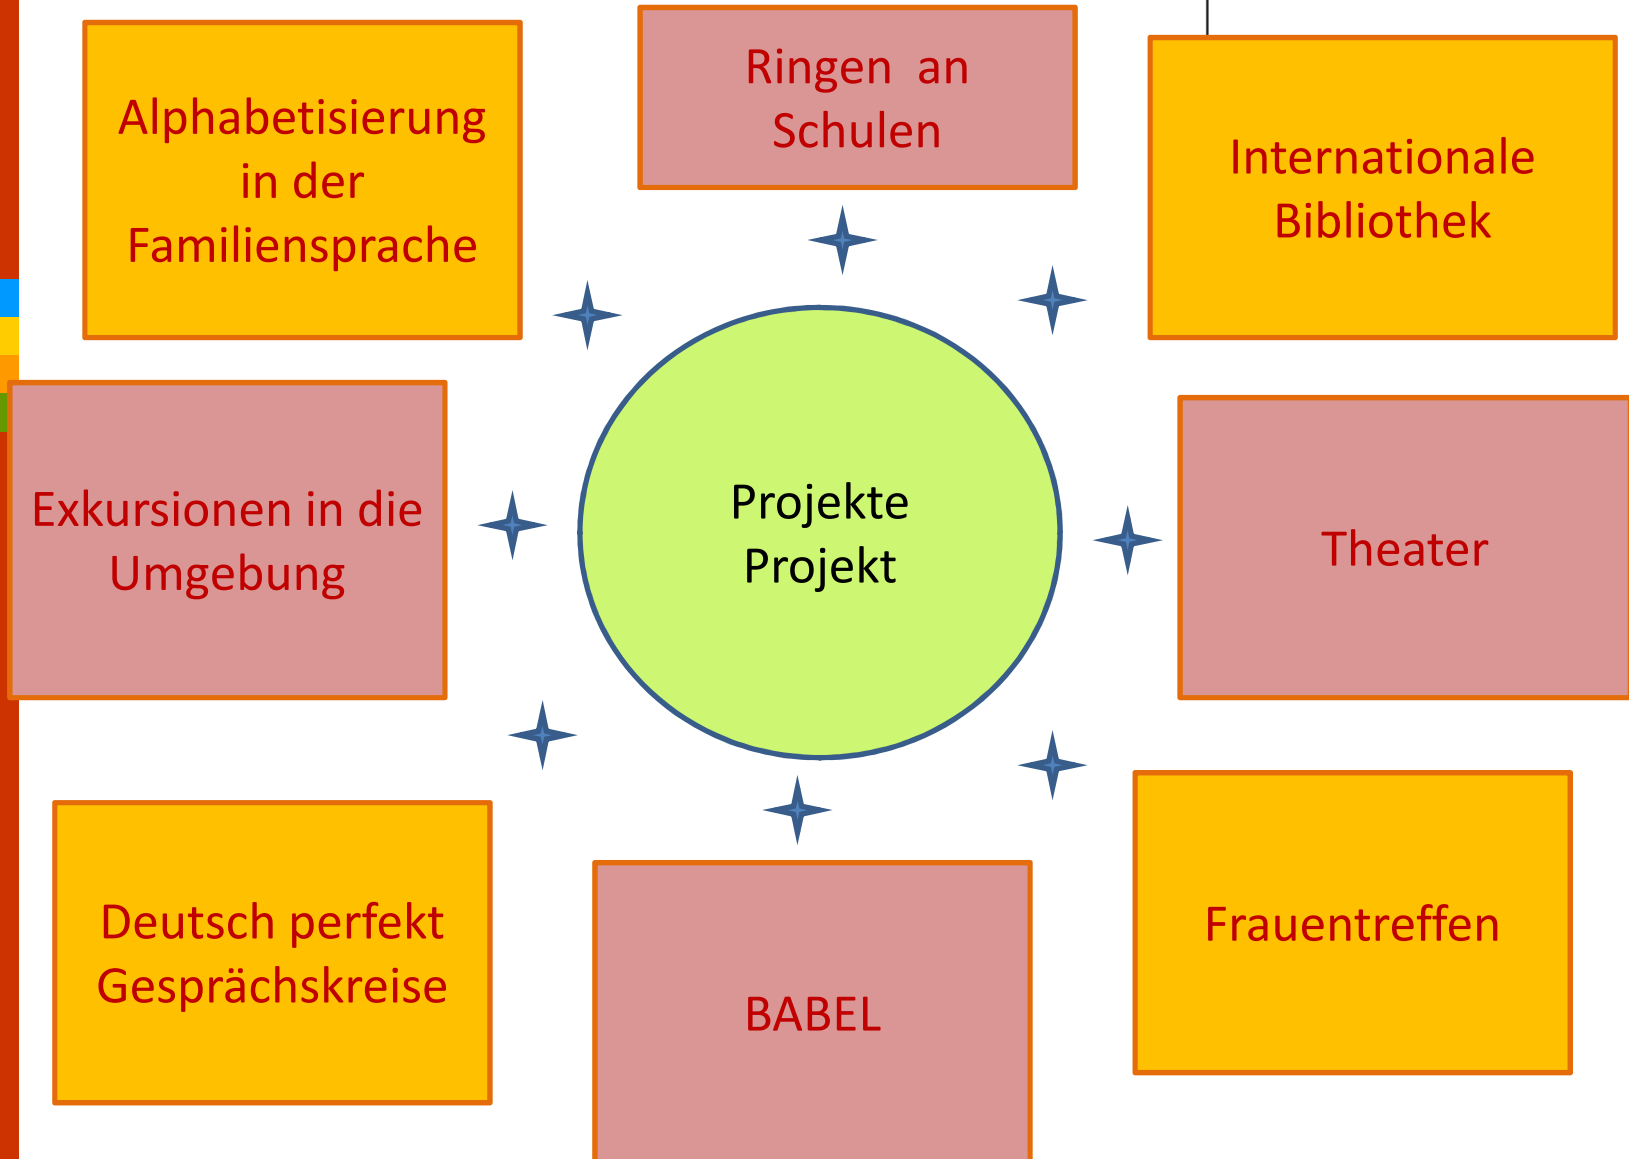 Alphabetisierung
in der
Familiensprache
Ringen an
Schulen
Internationale
Bibliothek
Exkursionen in die
Umgebung
Projekte
Projekt
Theater
Deutsch perfekt
Gesprächskreise
BABEL
Frauentreffen